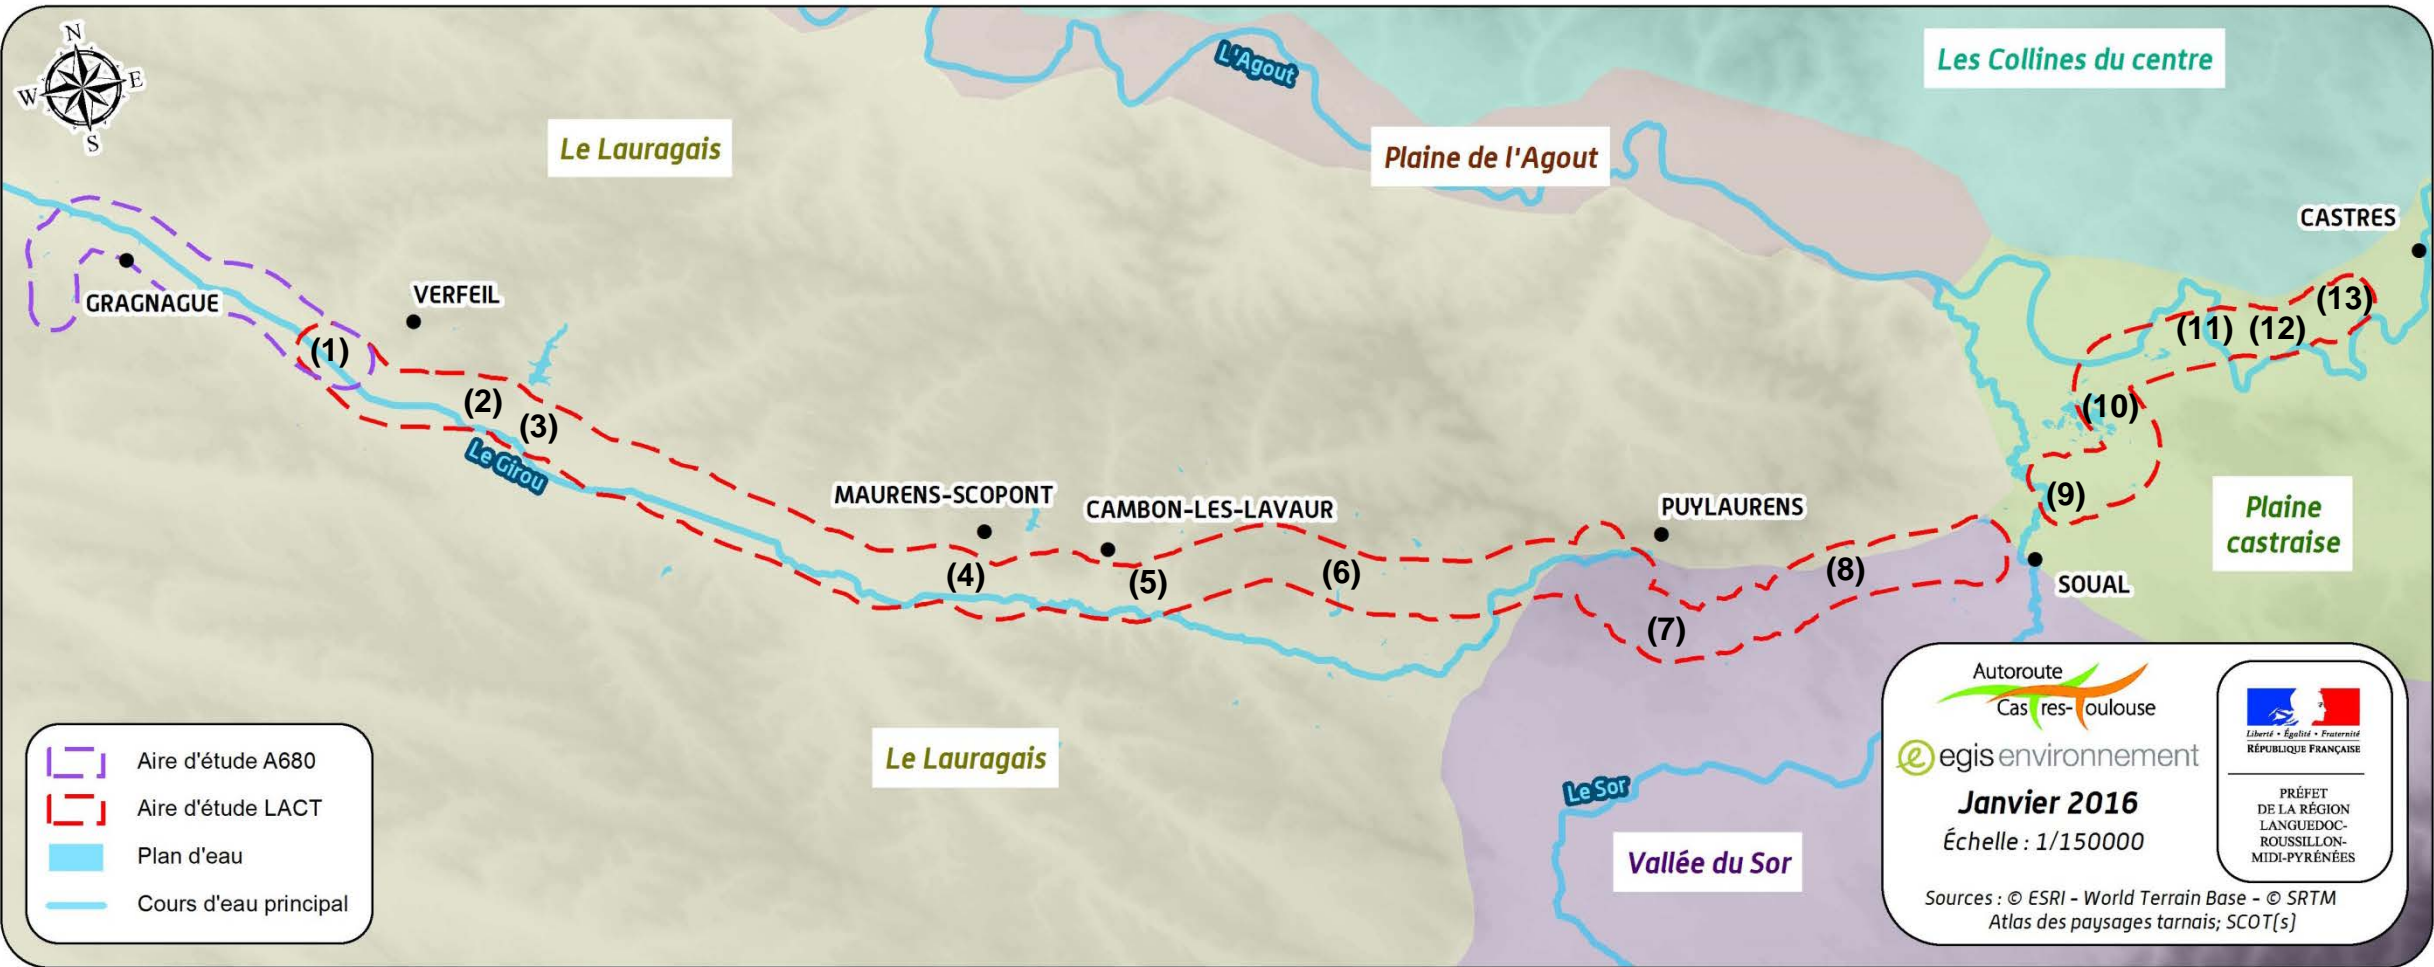 N
W
E
S
L'Agout
Les Collines du centre
Le Lauragais
Plaine de l'Agout
CASTRES
GRAGNAGUE
VERFEIL
(1)
(2)
(3)
Le Girou
MAURENS-SCOPONT
CAMBON-LES-LAVAUR
PUYLAURENS
(4)
(5)
(6)
(7)
(8)
(9)
(10)
(11)
(12)
(13)
Plaine
castraise
SOUAL
Le Lauragais
Le Sor
Vallée du Sor
Aire d'étude A680
Aire d'étude LACT
Plan d'eau
Cours d'eau principal
Autoroute
Castres-Toulouse
e egis environnement
Janvier 2016
Échelle : 1/150000
Liberté • Égalité • Fraternité
RÉPUBLIQUE FRANÇAISE
PRÉFET
DE LA RÉGION
LANGUEDOC-
ROUSSILLON-
MIDI-PYRÉNÉES
Sources : © ESRI - World Terrain Base - © SRTM
Atlas des paysages tarnais; SCOT(s)